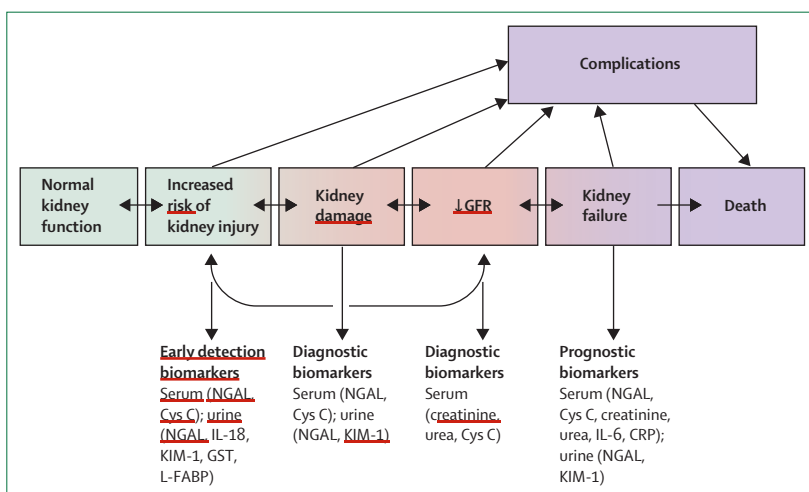 Complications
Normal
kidney
function
Increased
risk of
kidney injury
Kidney
damage
↓GFR
Kidney
failure
Death
Early detection
biomarkers
Serum (NGAL,
Cys C); urine
(NGAL, IL-18,
KIM-1, GST,
L-FABP)
Diagnostic
biomarkers
Serum (NGAL,
Cys C); urine
(NGAL, KIM-1)
Diagnostic
biomarkers
Serum
(creatinine,
urea, Cys C)
Prognostic
biomarkers
Serum (NGAL,
Cys C, creatinine,
urea, IL-6, CRP);
urine (NGAL,
KIM-1)